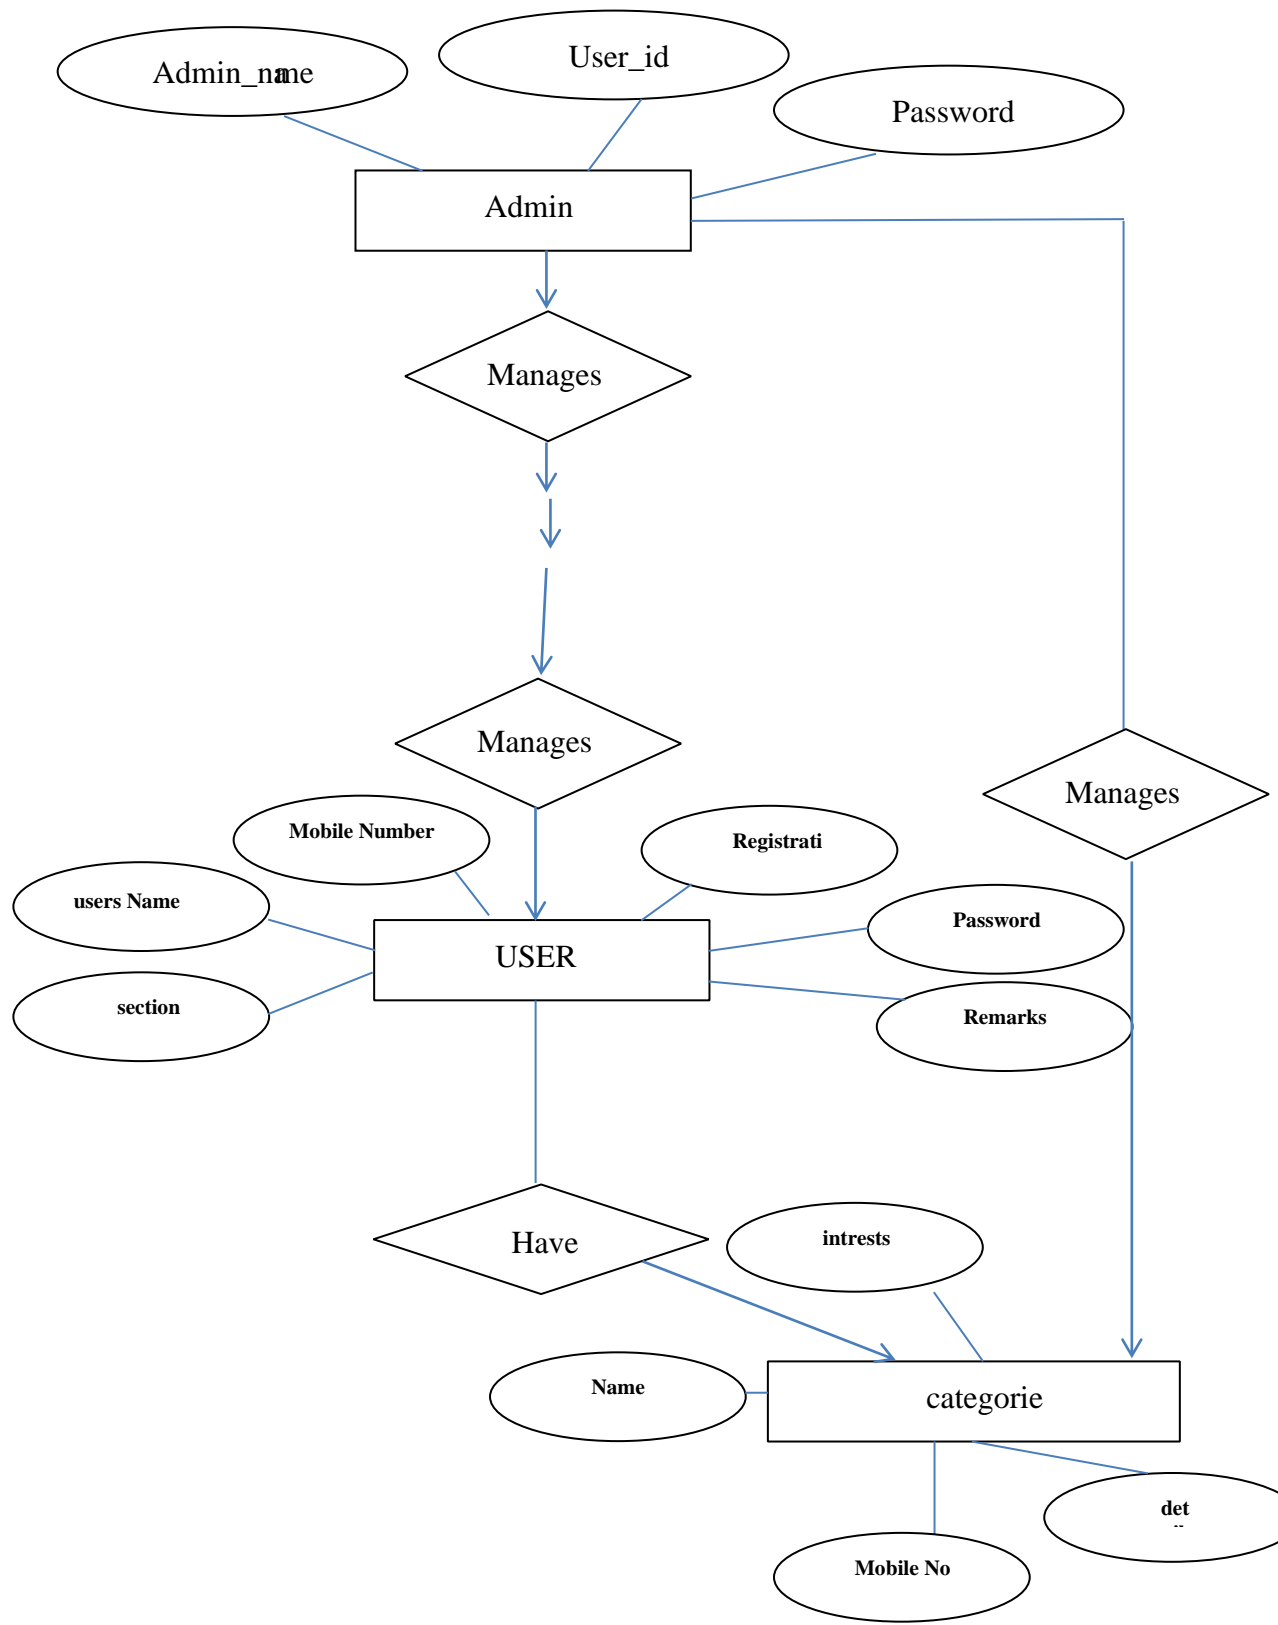 User_id
Admin_name
Password
Admin
Manages
Manages
Manages
Mobile Number
Registrati
users Name
Password
USER
section
Remarks
Have
intrests
Name
categorie
det
Mobile No